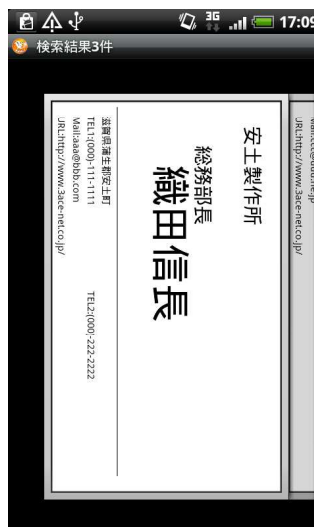 3G
17:09
検索結果3件
安土製作所
総務部長
織田信長
滋賀県蒲生郡安土町
TEL1:(000)-111-1111
TEL2:(000)-222-2222
Mail:aaa@bbb.com
URL:http://www.3ace-net.co.jp/
URL:http://www.3ace-net.co.jp/